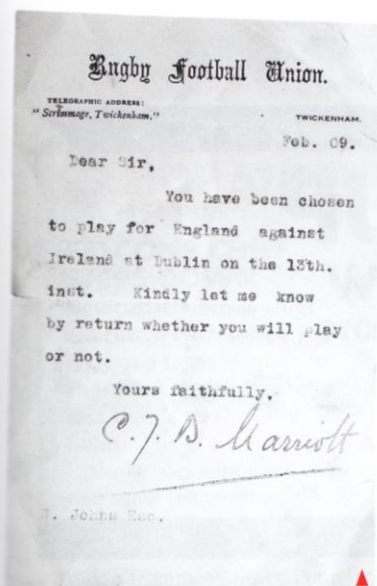 Rugby Football Union.
TELEGRAPHIC ADDRESS:
"Scrimmage, Twickenham."
TWICKENHAM.
Feb. 09.
Dear Sir,
You have been chosen
to play for England against
Ireland at Dublin on the 13th.
inst. Kindly let me know
by return whether you will play
or not.
Yours faithfully,
C. J. B. Marriott
Johns Esq.